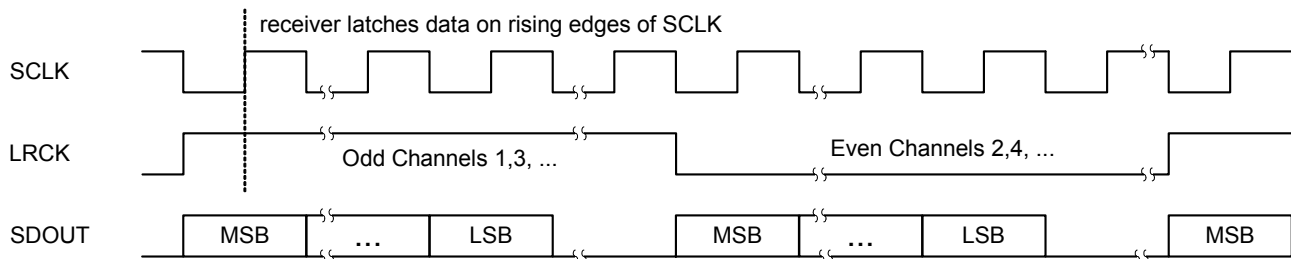 receiver latches data on rising edges of SCLK
SCLK
LRCK
Odd Channels 1,3, ...
Even Channels 2,4, ...
SDOUT
MSB
...
LSB
MSB
...
LSB
MSB